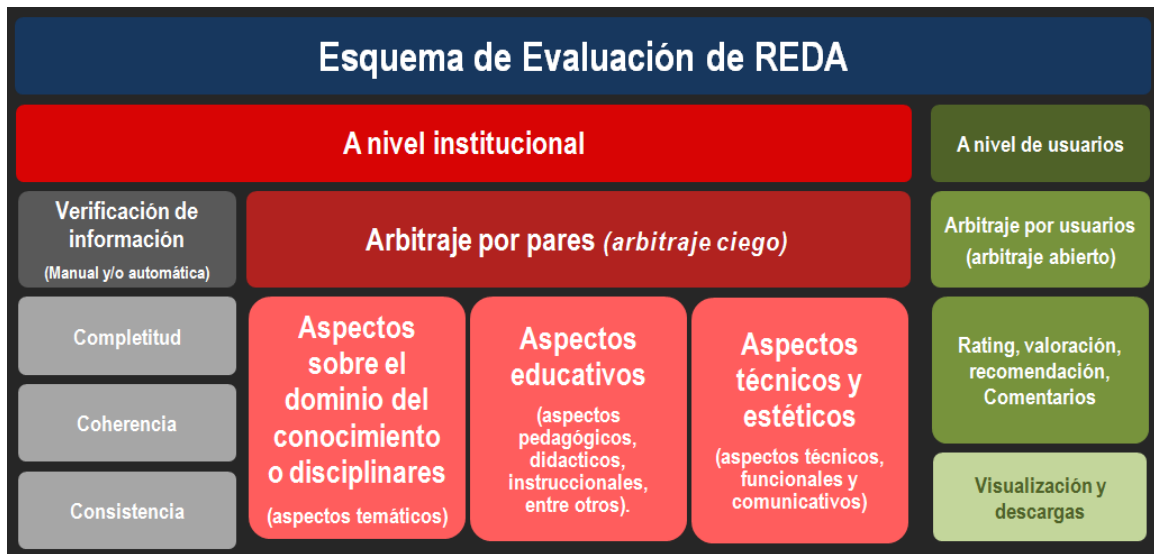 Esquema de Evaluación de REDA
A nivel institucional
A nivel de usuarios
Verificación de
información
(Manual y/o automática)
Arbitraje por pares (arbitraje ciego)
Arbitraje por usuarios
(arbitraje abierto)
Completitud
Coherencia
Consistencia
Aspectos
sobre el
dominio del
conocimiento
o disciplinares
(aspectos temáticos)
Aspectos
educativos
(aspectos
pedagógicos,
didacticos,
instruccionales,
entre otros).
Aspectos
técnicos y
estéticos
(aspectos técnicos,
funcionales y
comunicativos)
Rating, valoración,
recomendación,
Comentarios
Visualización y
descargas